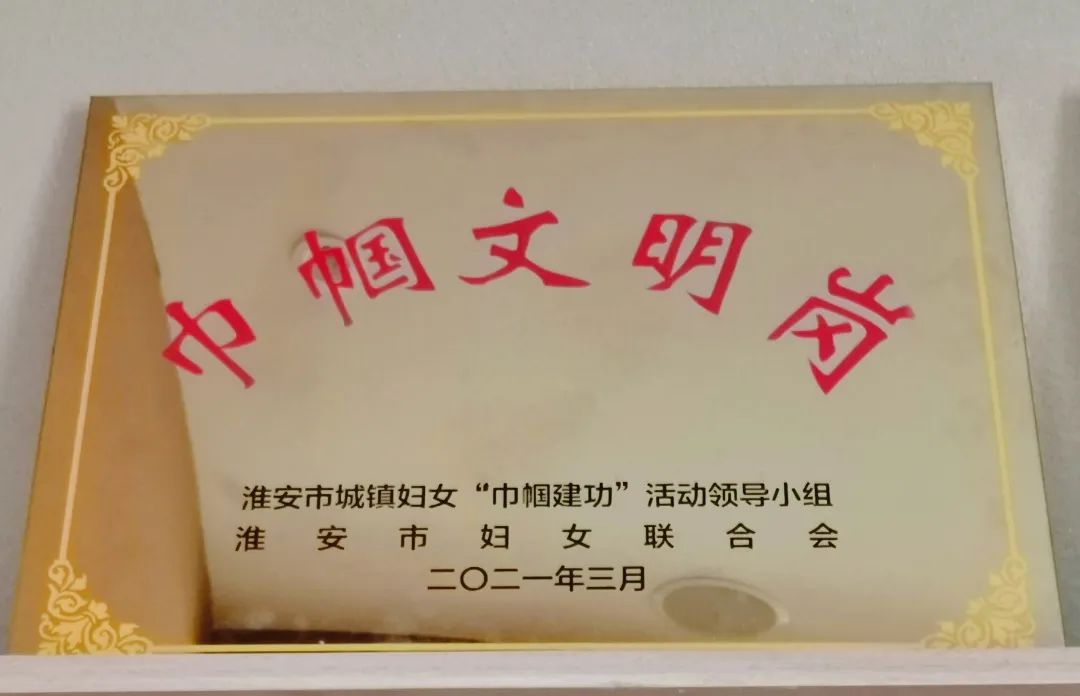 巾帼文明岗
淮安市城镇妇女“巾帼建功”活动领导小组
淮安市妇女联合会
二〇二一年三月